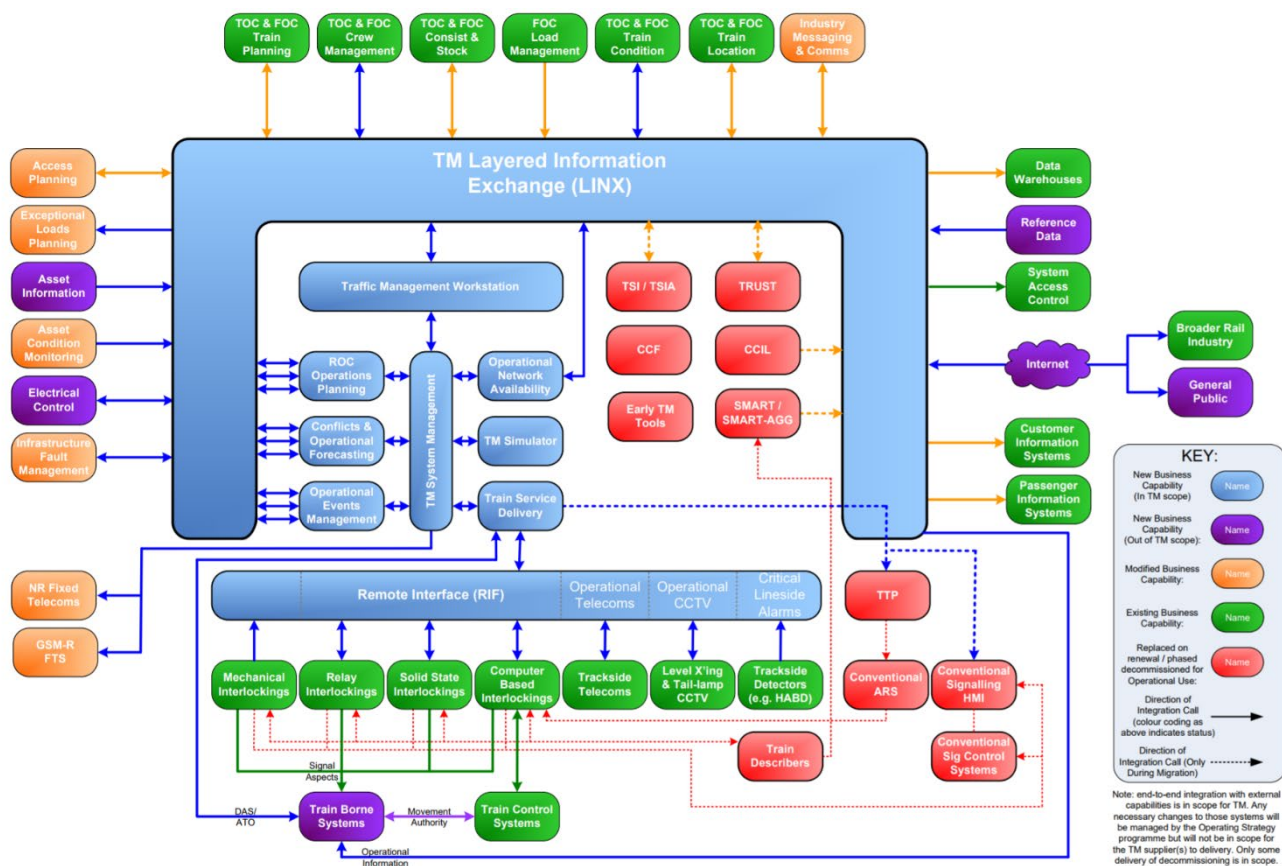 TOC & FOC
Train
Planning
TOC & FOC
Crew
Management
TOC & FOC
Consist &
Stock
FOC
Load
Management
TOC & FOC
Train
Condition
TOC & FOC
Train
Location
Industry
Messaging
& Comms
TM Layered Information
Exchange (LINX)
Access
Planning
Exceptional
Loads
Planning
Asset
Information
Asset
Condition
Monitoring
Electrical
Control
Infrastructure
Fault
Management
NR Fixed
Telecoms
GSM-R
FTS
Traffic Management Workstation
ROC
Operations
Planning
Conflicts &
Operational
Forecasting
Operational
Events
Management
TM System Management
Operational
Network
Availability
TM Simulator
Train Service
Delivery
TSI / TSIA
TRUST
CCF
CCIL
Early TM
Tools
SMART /
SMART-AGG
Data
Warehouses
Reference
Data
System
Access
Control
Internet
Broader Rail
Industry
General
Public
Customer
Information
Systems
Passenger
Information
Systems
Remote Interface (RIF)
Operational
Telecoms
Operational
CCTV
Critical
Lineside
Alarms
TTP
Mechanical
Interlockings
Relay
Interlockings
Solid State
Interlockings
Computer
Based
Interlockings
Trackside
Telecoms
Level X'ing
& Tail-lamp
CCTV
Trackside
Detectors
(e.g. HABD)
Conventional
ARS
Conventional
Signalling
HMI
Train
Describers
Conventional
Sig Control
Systems
Signal
Aspects
DAS/
ATO
Train Borne
Systems
Movement
Authority
Train Control
Systems
Operational
Information
KEY:
New Business
Capability
(In TM scope)
Name
New Business
Capability
(Out of TM scope):
Name
Modified Business
Capability:
Name
Existing Business
Capability:
Name
Replaced on
renewal / phased
decommissioned for
Operational Use:
Name
Direction of
Integration Call
(colour coding as
above indicates status)
Direction of
Integration Call (Only
During Migration)
Note: end-to-end integration with external
capabilities is in scope for TM. Any
necessary changes to those systems will
be managed by the Operating Strategy
programme but will not be in scope for
the TM supplier(s) to delivery. Only some
delivery of decommissioning is in scope.